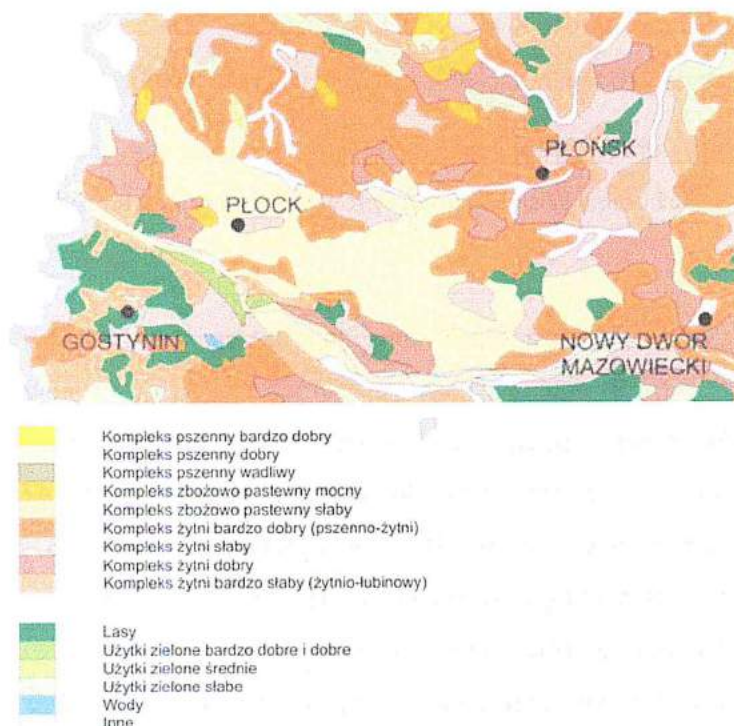 PŁOŃSK
PŁOCK
GOSTYNIN
NOWY DWÓR
MAZOWIECKI
Kompleks pszenny bardzo dobry
Kompleks pszenny dobry
Kompleks pszenny wadliwy
Kompleks zbożowo pastewny mocny
Kompleks zbożowo pastewny słaby
Kompleks żytni bardzo dobry (pszenno-żytni)
Kompleks żytni słaby
Kompleks żytni dobry
Kompleks żytni bardzo słaby (żytnio-łubinowy)
Lasy
Użytki zielone bardzo dobre i dobre
Użytki zielone średnie
Użytki zielone słabe
Wody
Inne